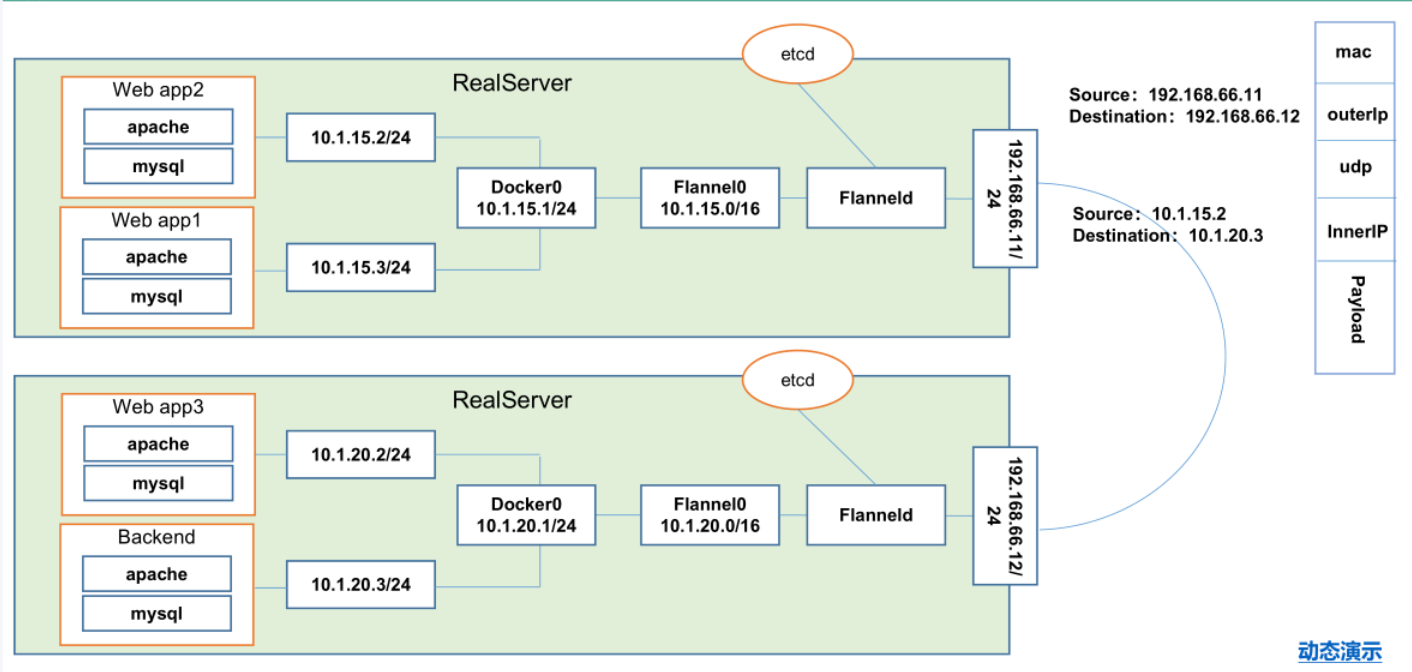 etcd
RealServer
Web app2
apache
mysql
10.1.15.2/24
Docker0
10.1.15.1/24
Flannel0
10.1.15.0/16
Flanneld
192.168.66.11/
24
Web app1
apache
mysql
10.1.15.3/24
Source：192.168.66.11
Destination：192.168.66.12
Source：10.1.15.2
Destination：10.1.20.3
mac
outerIp
udp
InnerIP
Payload
etcd
RealServer
Web app3
apache
mysql
10.1.20.2/24
Docker0
10.1.20.1/24
Flannel0
10.1.20.0/16
Flanneld
192.168.66.12/
24
Backend
apache
mysql
10.1.20.3/24
动态演示